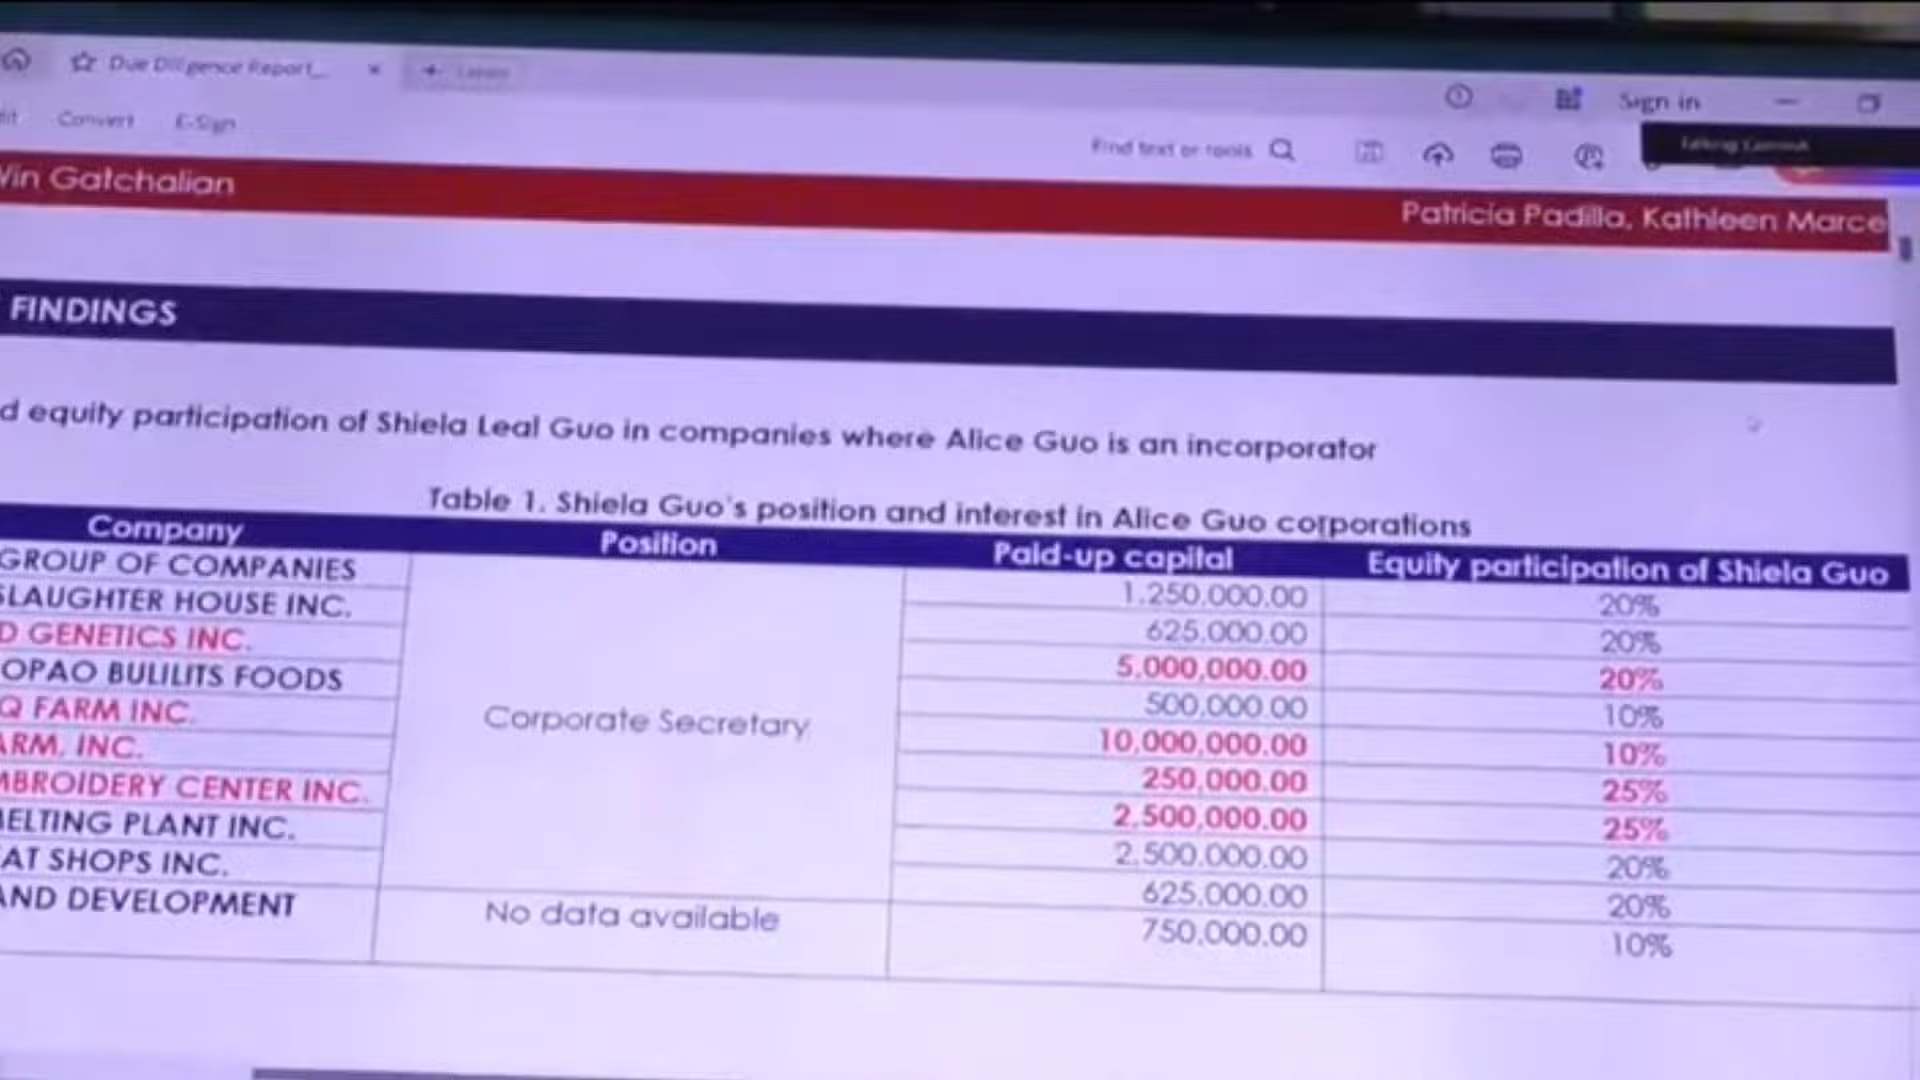 Due Diligence Report_
Sign in
Convert E-Sign
Find text or tools
Win Gatchalian
Patricia Padilla, Kathleen Marce
FINDINGS
d equity participation of Shiela Leal Guo in companies where Alice Guo is an incorporator
Table 1. Shiela Guo's position and interest in Alice Guo corporations
Company Position Paid-up capital Equity participation of Shiela Guo
GROUP OF COMPANIES 1,250,000.00 20%
SLAUGHTER HOUSE INC. 625,000.00 20%
D GENETICS INC. 5,000,000.00 20%
OPAO BULILITS FOODS 500,000.00 10%
Q FARM INC. 10,000,000.00 10%
ARM, INC. 250,000.00 25%
Corporate Secretary
MBROIDERY CENTER INC. 2,500,000.00 25%
MELTING PLANT INC. 2,500,000.00 20%
AT SHOPS INC. 625,000.00 20%
AND DEVELOPMENT No data available 750,000.00 10%